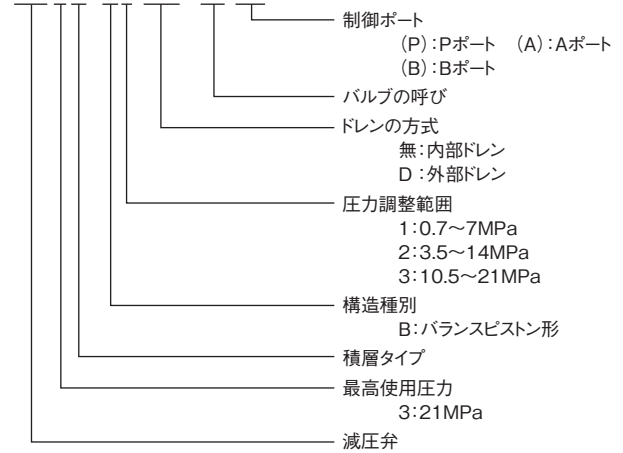 制御ポート
（P）：Pポート　（A）：Aポート
（B）：Bポート
バルブの呼び
ドレンの方式
無：内部ドレン
D：外部ドレン
圧力調整範囲
1：0.7～7MPa
2：3.5～14MPa
3：10.5～21MPa
構造種別
B：バランスピストン形
積層タイプ
最高使用圧力
3：21MPa
減圧弁